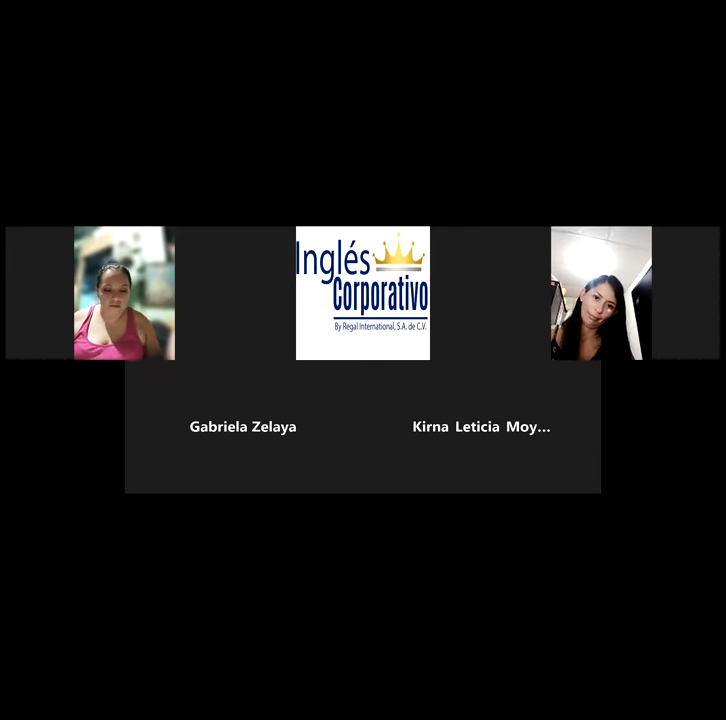 Inglés
Corporativo
By Regal International, S.A. de C.V.
Gabriela Zelaya
Kirna Leticia Moy...